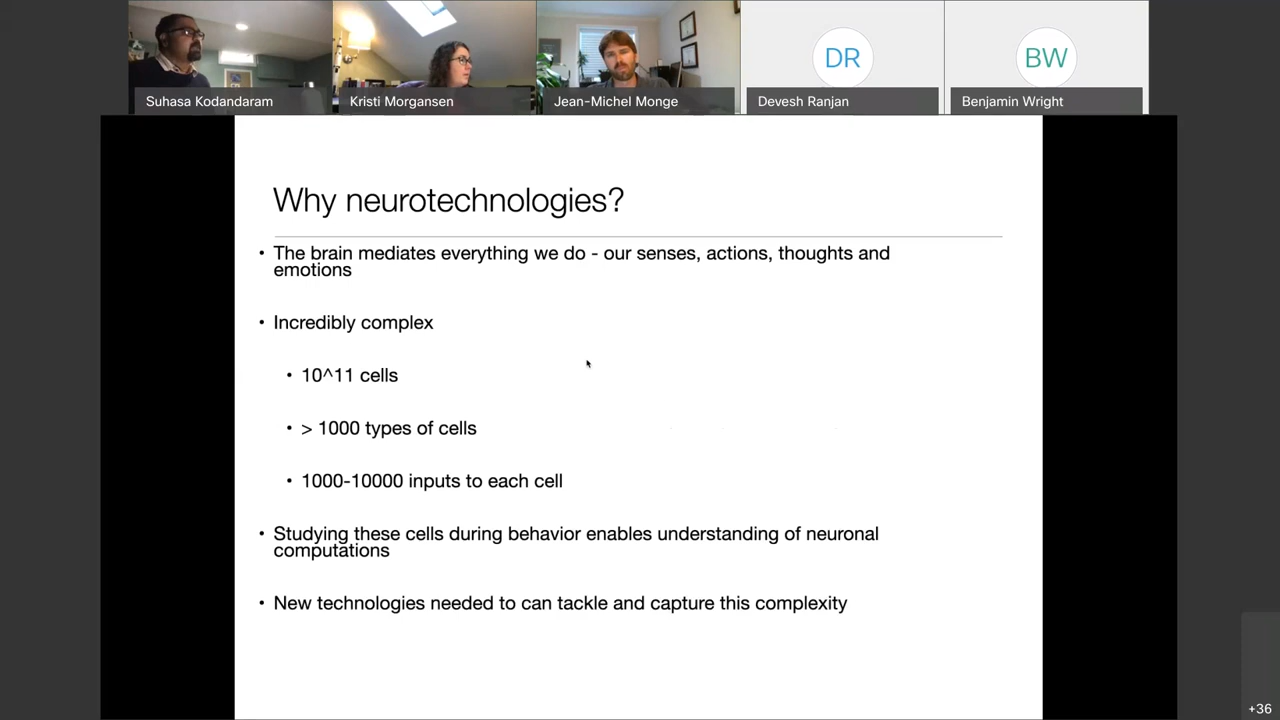 Suhasa Kodandaram
Kristi Morgansen
Jean-Michel Monge
DR
Devesh Ranjan
BW
Benjamin Wright
Why neurotechnologies?
• The brain mediates everything we do - our senses, actions, thoughts and
emotions
• Incredibly complex
• 10^11 cells
• > 1000 types of cells
• 1000-10000 inputs to each cell
• Studying these cells during behavior enables understanding of neuronal
computations
• New technologies needed to can tackle and capture this complexity
+36